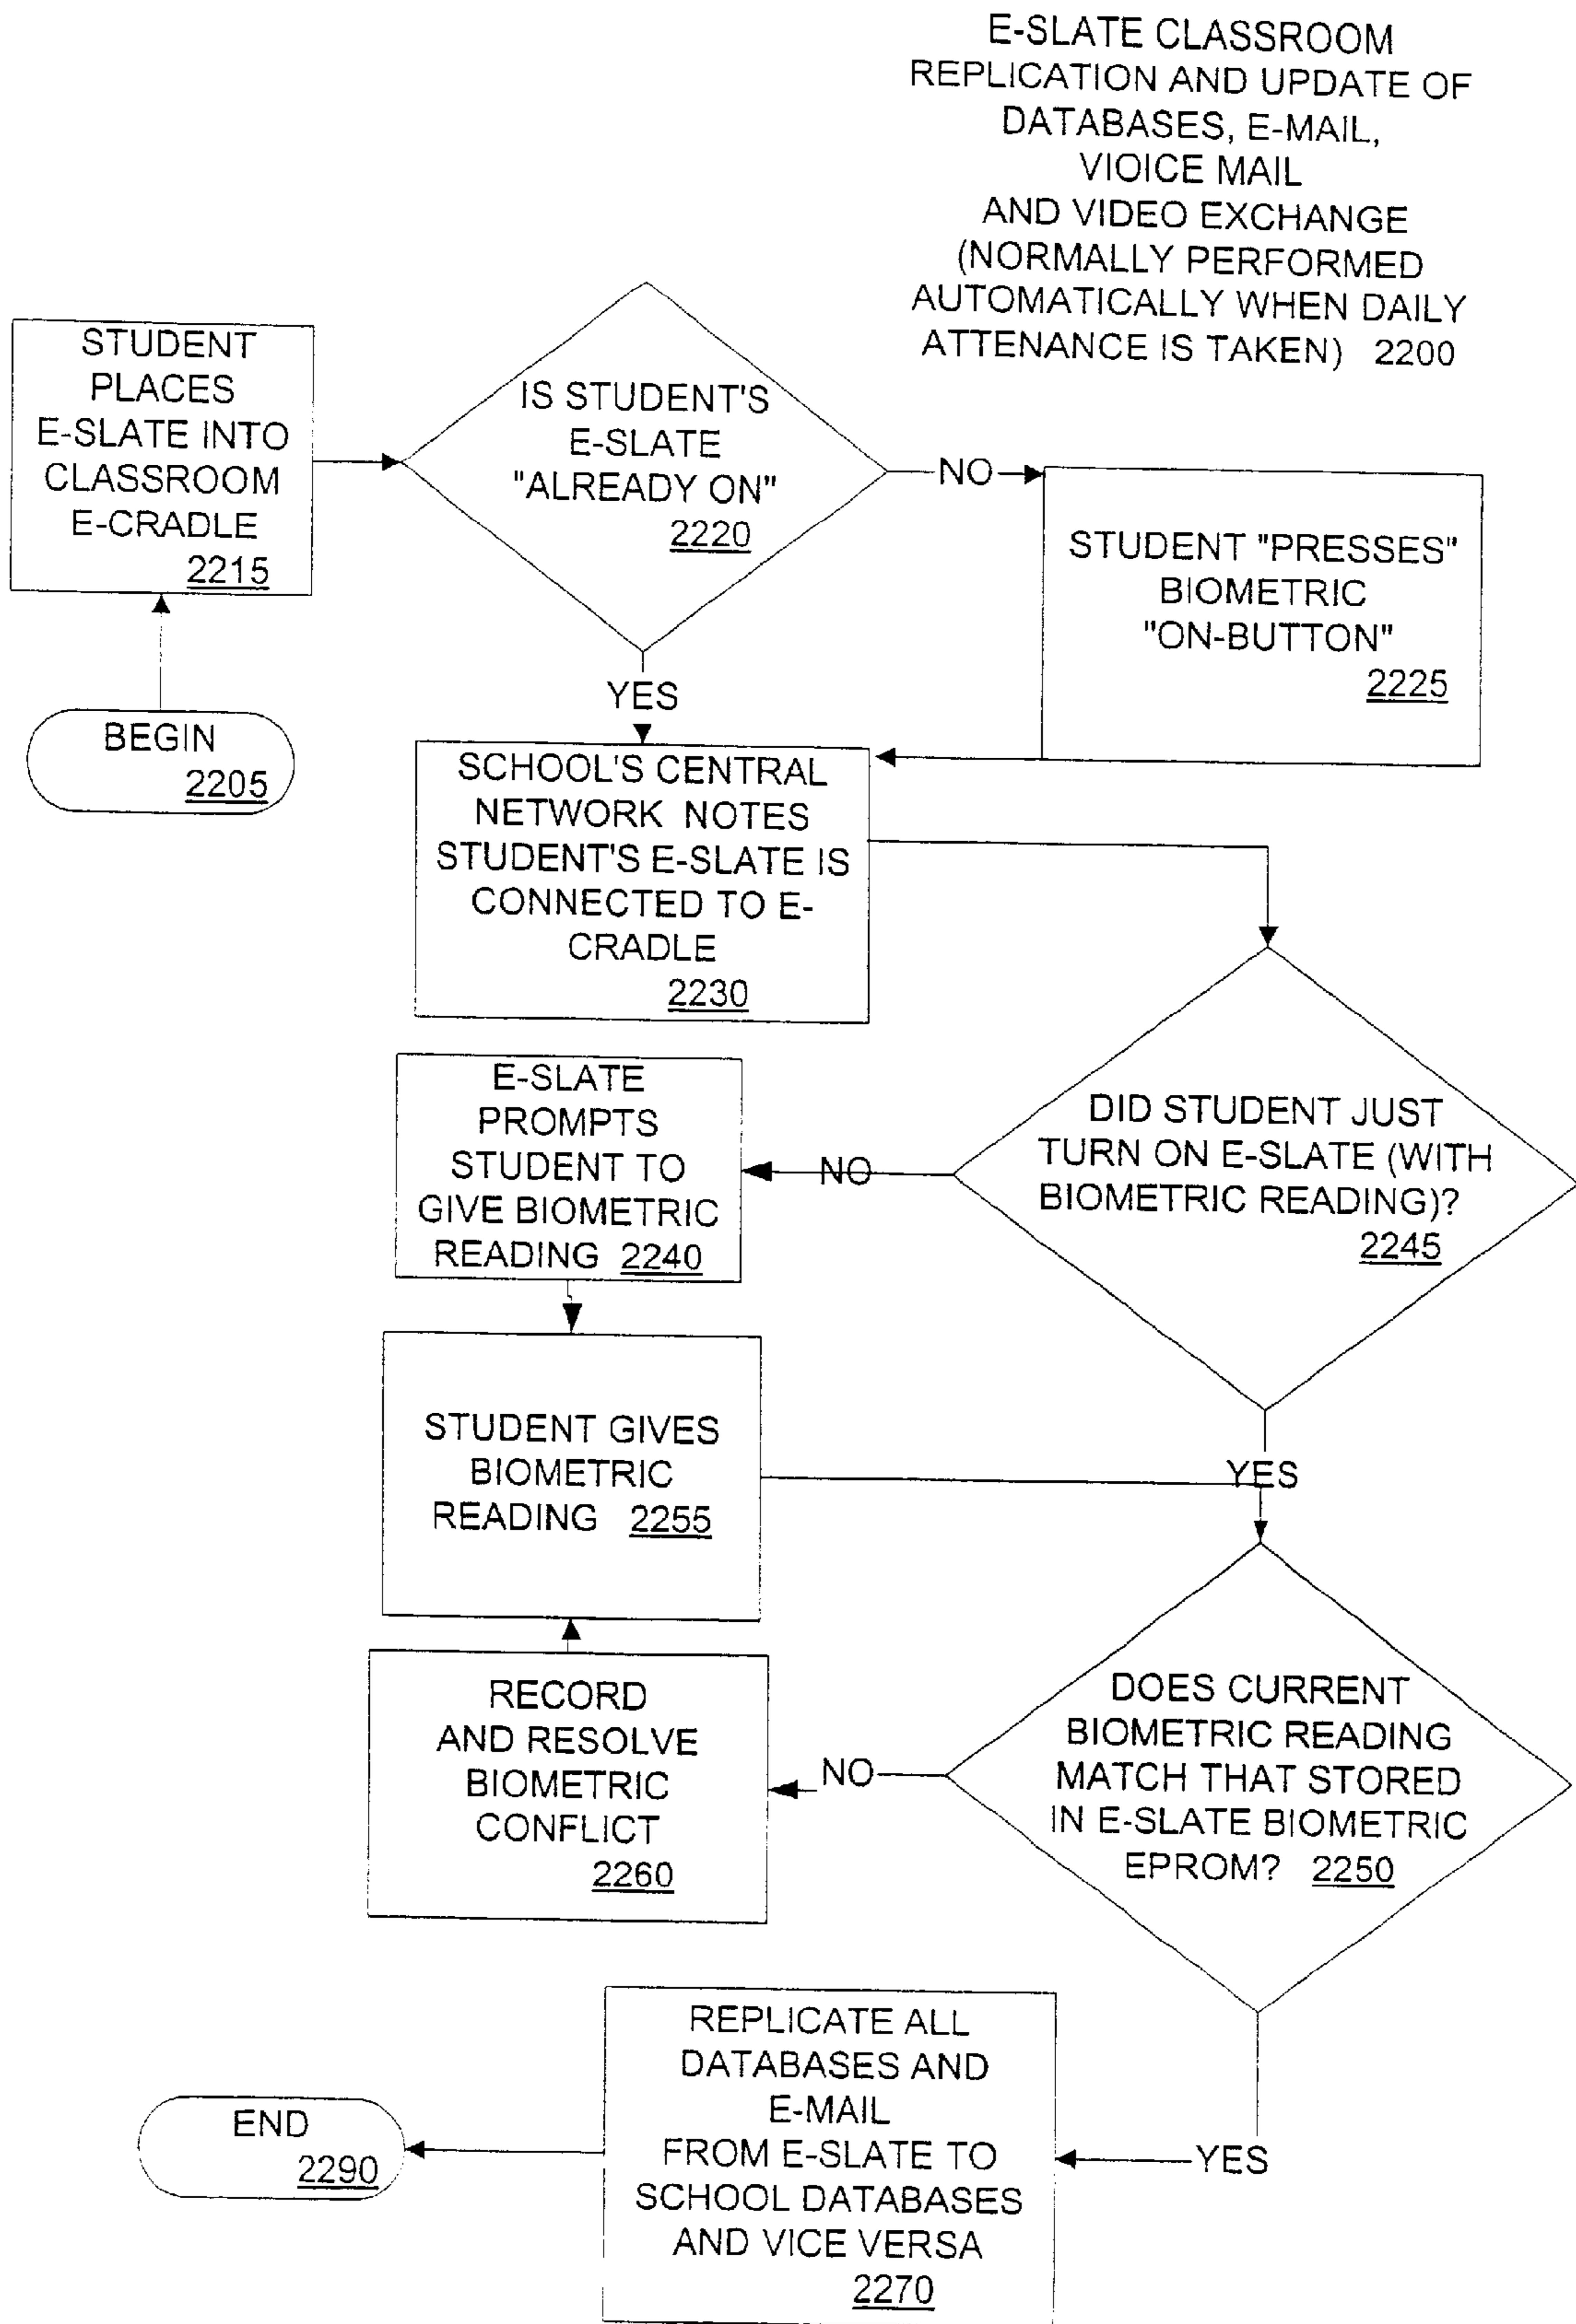 E-SLATE CLASSROOM
REPLICATION AND UPDATE OF
DATABASES, E-MAIL,
VIOICE MAIL
AND VIDEO EXCHANGE
(NORMALLY PERFORMED
AUTOMATICALLY WHEN DAILY
ATTENANCE IS TAKEN) 2200
STUDENT
PLACES
E-SLATE INTO
CLASSROOM
E-CRADLE
2215
IS STUDENT'S
E-SLATE
"ALREADY ON"
2220
NO
STUDENT "PRESSES"
BIOMETRIC
"ON-BUTTON"
2225
YES
BEGIN
2205
SCHOOL'S CENTRAL
NETWORK NOTES
STUDENT'S E-SLATE IS
CONNECTED TO E-
CRADLE
2230
DID STUDENT JUST
TURN ON E-SLATE (WITH
BIOMETRIC READING)?
2245
NO
E-SLATE
PROMPTS
STUDENT TO
GIVE BIOMETRIC
READING 2240
STUDENT GIVES
BIOMETRIC
READING 2255
YES
DOES CURRENT
BIOMETRIC READING
MATCH THAT STORED
IN E-SLATE BIOMETRIC
EPROM? 2250
NO
RECORD
AND RESOLVE
BIOMETRIC
CONFLICT
2260
YES
REPLICATE ALL
DATABASES AND
E-MAIL
FROM E-SLATE TO
SCHOOL DATABASES
AND VICE VERSA
2270
END
2290